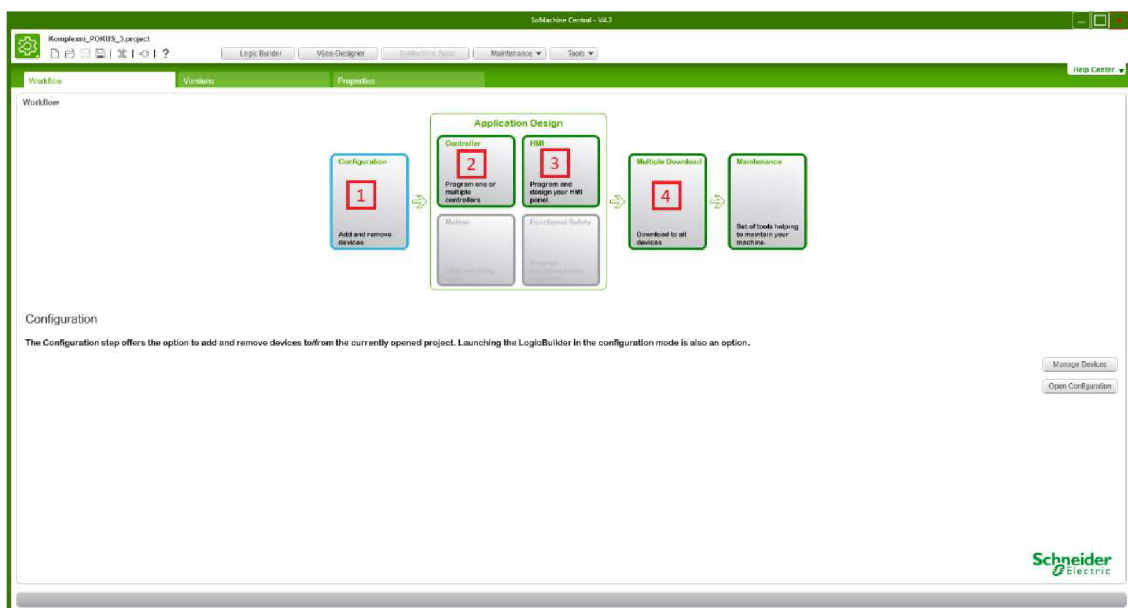 SoMachine Central - V4.3
Komplexni_POKUS_3.project
Logic Builder
Vijeo-Designer
SoMachine Basic
Maintenance
Tools
Help Center
Workflow
Versions
Properties
Workflow
Application Design
Configuration
1
Add and remove
devices
Controller
2
Program one or
multiple
controllers
HMI
3
Program and
design your HMI
panel.
Motion
Functional Safety
Program
Multiple Download
4
Download to all
devices
Maintenance
Set of tools helping
to maintain your
machine.
Configuration
The Configuration step offers the option to add and remove devices to/from the currently opened project. Launching the LogicBuilder in the configuration mode is also an option.
Manage Devices
Open Configuration
Schneider
Electric